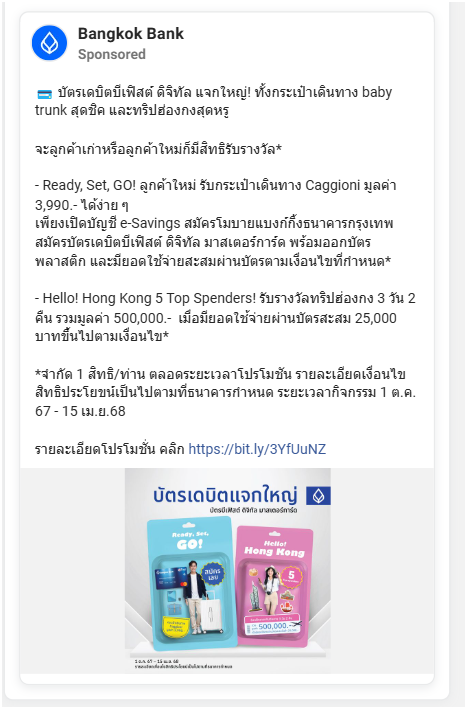 Bangkok Bank
Sponsored
💳 บัตรเดบิตบีเฟิสต์ ดิจิทัล แจกใหญ่! ทั้งกระเป๋าเดินทาง baby
trunk สุดชิค และทริปฮ่องกงสุดหรู
จะลูกค้าเก่าหรือลูกค้าใหม่ก็มีสิทธิรับรางวัล*
- Ready, Set, GO! ลูกค้าใหม่ รับกระเป๋าเดินทาง Caggioni มูลค่า
3,990.- ได้ง่าย ๆ
เพียงเปิดบัญชี e-Savings สมัครโมบายแบงก์กิ้งธนาคารกรุงเทพ
สมัครบัตรเดบิตบีเฟิสต์ ดิจิทัล มาสเตอร์การ์ด พร้อมออกบัตร
พลาสติก และมียอดใช้จ่ายสะสมผ่านบัตรตามเงื่อนไขที่กำหนด*
- Hello! Hong Kong 5 Top Spenders! รับรางวัลทริปฮ่องกง 3 วัน 2
คืน รวมมูลค่า 500,000.- เมื่อมียอดใช้จ่ายผ่านบัตรสะสม 25,000
บาทขึ้นไปตามเงื่อนไข*
*จำกัด 1 สิทธิ/ท่าน ตลอดระยะเวลาโปรโมชัน รายละเอียดเงื่อนไข
สิทธิประโยชน์เป็นไปตามที่ธนาคารกำหนด ระยะเวลากิจกรรม 1 ต.ค.
67 - 15 เม.ย.68
รายละเอียดโปรโมชั่น คลิก https://bit.ly/3YfUuNZ
บัตรเดบิตแจกใหญ่
บัตรบีเฟิสต์ ดิจิทัล มาสเตอร์การ์ด
Ready, Set,
GO!
Hello!
Hong Kong
สมัคร
เลย
5
500,000.-
1 ต.ค. 67 - 15 เม.ย. 68